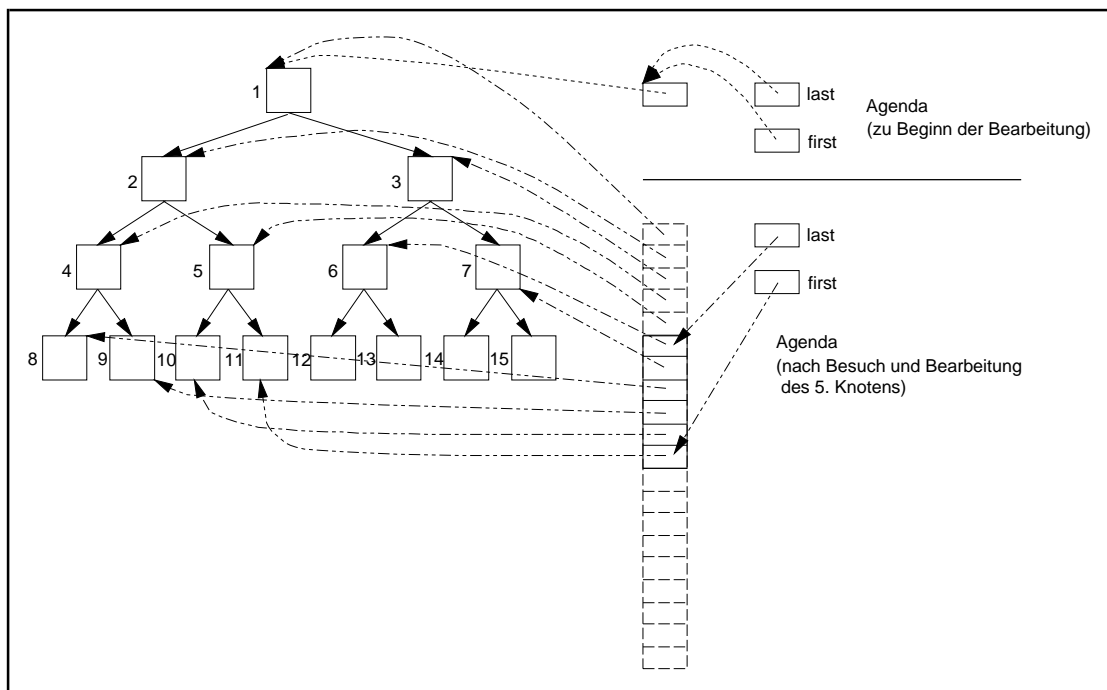 1
last
Agenda
(zu Beginn der Bearbeitung)
first
2
3
last
4
5
6
7
first
8
9
10
11
12
13
14
15
Agenda
(nach Besuch und Bearbeitung
des 5. Knotens)